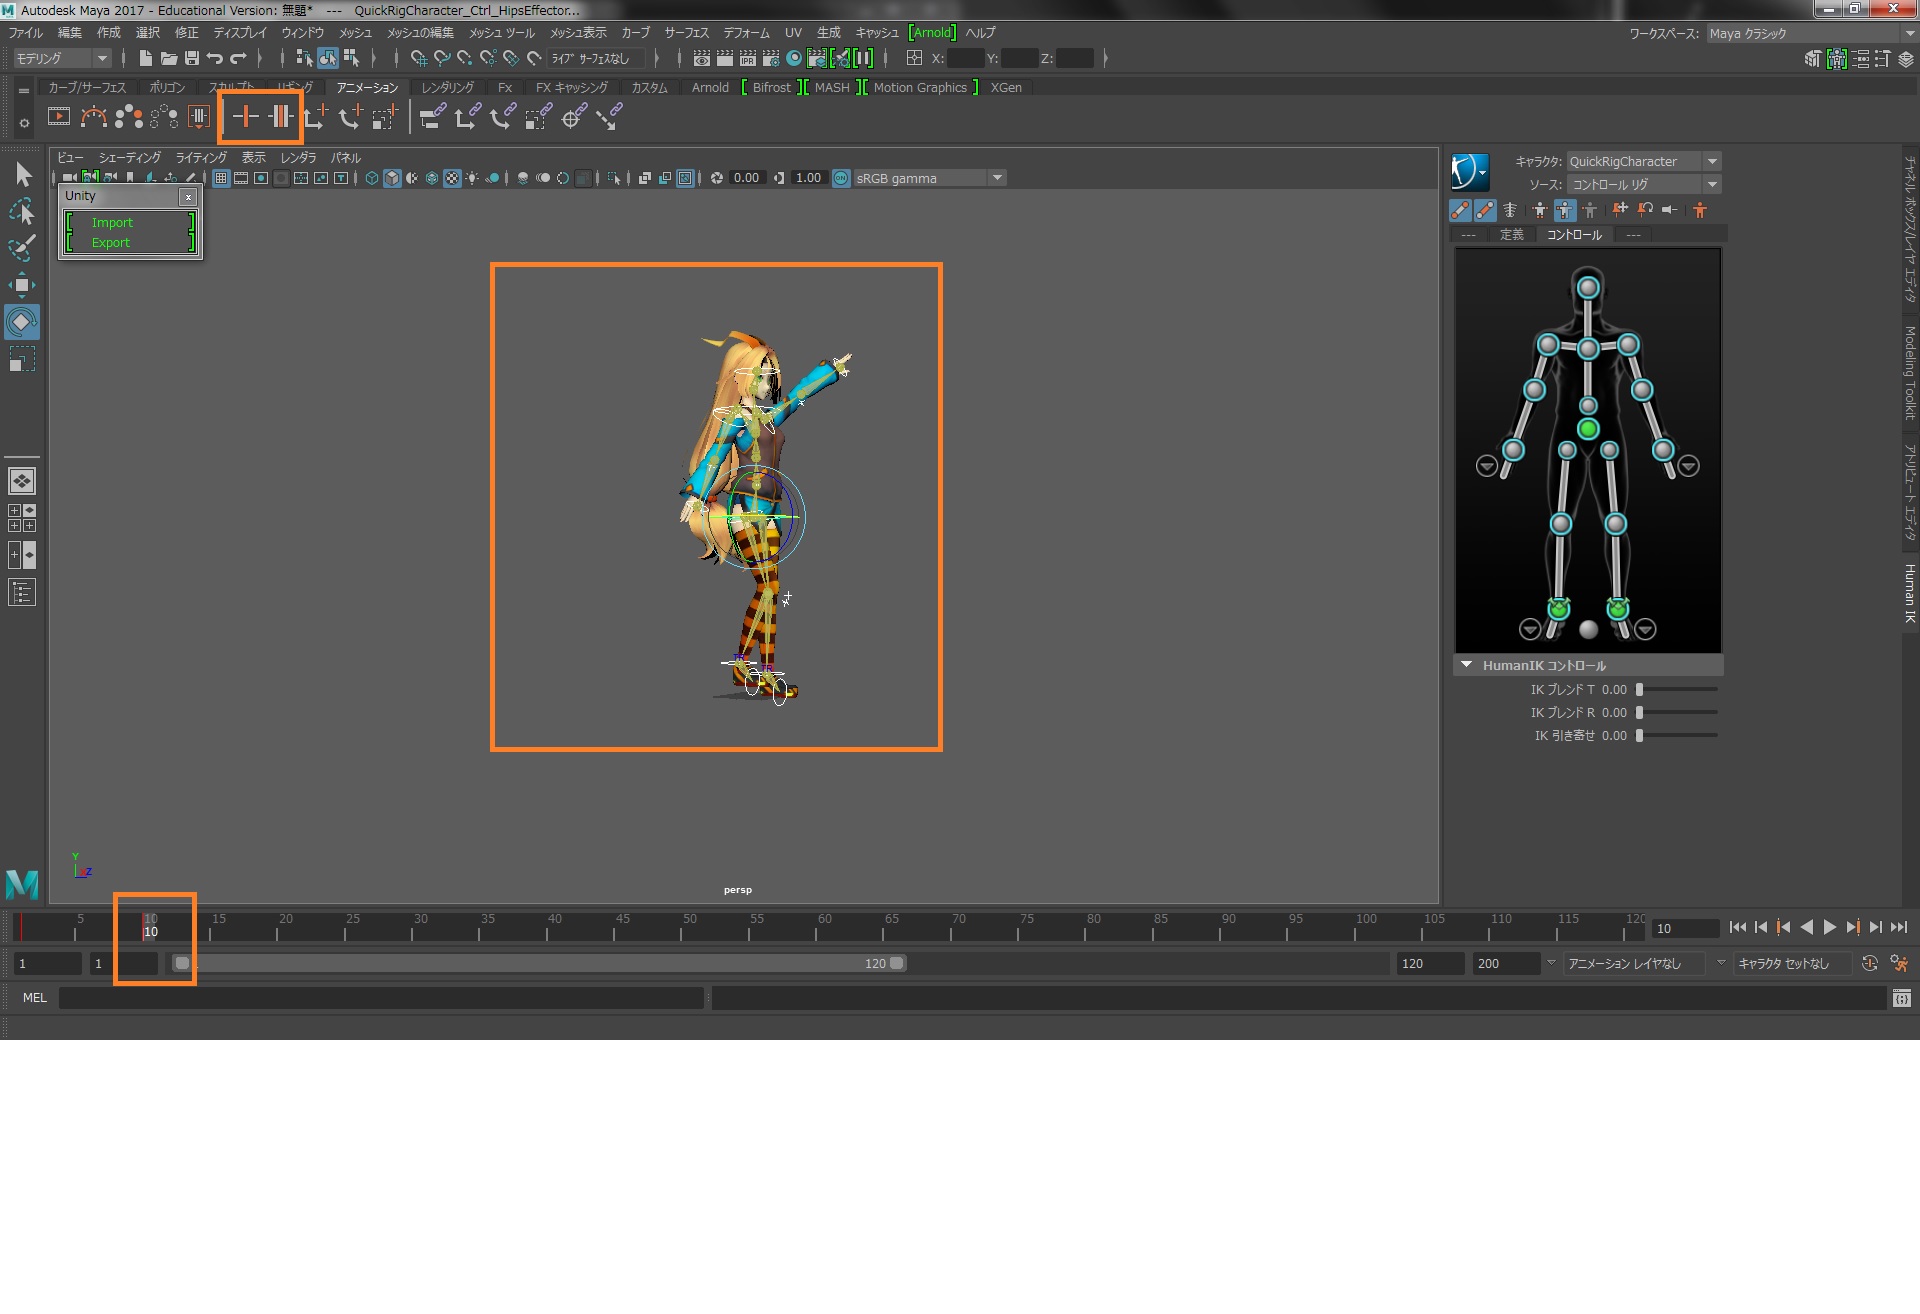 Autodesk Maya 2017 - Educational Version: 無題* --- QuickRigCharacter_Ctrl_HipsEffector...
ファイル 編集 作成 選択 修正 ディスプレイ ウィンドウ メッシュ メッシュの編集 メッシュ ツール メッシュ表示 カーブ サーフェス デフォーム UV 生成 キャッシュ [Arnold] ヘルプ
ワークスペース: Maya クラシック
モデリング ライブ サーフェスなし IPR X: Y: Z:
カーブ/サーフェス ポリゴン スカルプト リギング アニメーション レンダリング Fx FX キャッシング カスタム Arnold [ Bifrost ][ MASH ][ Motion Graphics ] XGen
ビュー シェーディング ライティング 表示 レンダラ パネル
0.00 1.00 ON sRGB gamma
Unity x
Import
Export
TR
TR
Y
Z
persp
キャラクタ: QuickRigCharacter
ソース: コントロール リグ
--- 定義 コントロール ---
HumanIK コントロール
IK ブレンド T 0.00
IK ブレンド R 0.00
IK 引き寄せ 0.00
チャネル ボックス/レイヤ エディタ
Modeling Toolkit
アトリビュート エディタ
Human IK
5 10 15 20 25 30 35 40 45 50 55 60 65 70 75 80 85 90 95 100 105 110 115 120
10
10
1 1 120 120 200 アニメーション レイヤなし キャラクタ セットなし
MEL